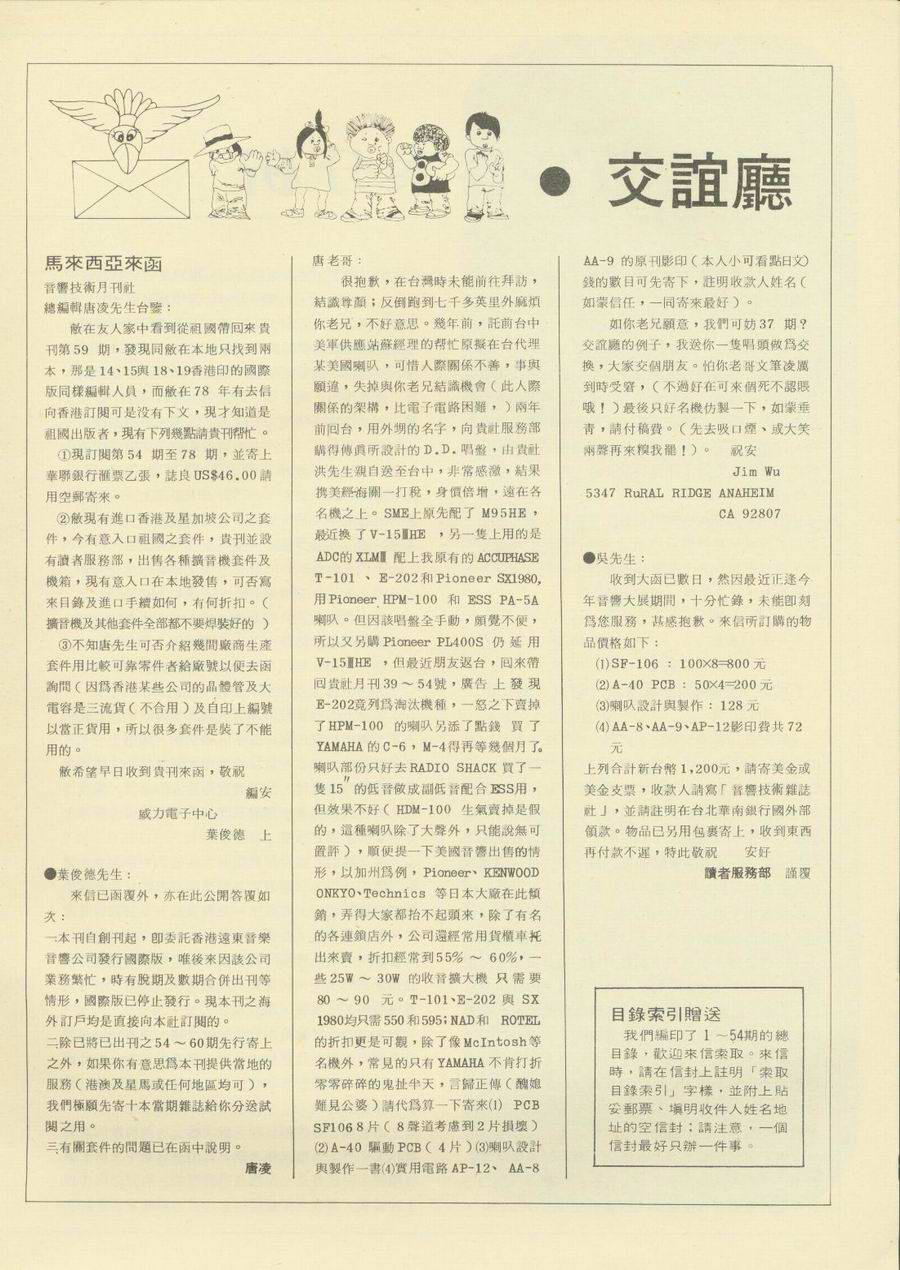 交誼廳
馬來西亞來函
音響技術月刊社
總編輯唐凌先生台鑒：
敝在友人家中看到從祖國帶囘來貴
刊第59 期，發現同敝在本地只找到兩
本，那是14、15與18、19香港印的國際
版同樣編輯人員，而敝在78 年有去信
向香港訂閱可是没有下文，現才知道是
祖國出版者，現有下列幾點請貴刊幫忙。
①現訂閱第54 期至78 期，並寄上
華聯銀行滙票乙張，誌良US$46.00請
用空郵寄來。
②敝現有進口香港及星加坡公司之套
件，今有意入口祖國之套件，貴刊並設
有讀者服務部，出售各種擴音機套件及
機箱，現有意入口在本地發售，可否寫
來目錄及進口手續如何，有何折扣。（
擴音機及其他套件全部都不要焊裝好的 ）
③不知唐先生可否介紹幾間廠商生產
套件用比較可靠零件者給廠號以便去函
詢問（因爲香港某些公司的晶體管及大
電容是三流貨（不合用）及自印上編號
以當正貨用，所以很多套件是裝了不能
用的。
敝希望早日收到貴刊來函，敬祝
編安
威力電子中心
葉俊德 上
●葉俊德先生：
來信已函覆外，亦在此公開答覆如
次：
一本刊自創刊起，卽委託香港遠東音樂
音響公司發行國際版，唯後來因該公司
業務繁忙，時有脫期及數期合併出刊等
情形，國際版已停止發行。現本刊之海
外訂戶均是直接向本社訂閱的。
二除已將已出刊之54～60期先行寄上
之外，如果你有意思爲本刊提供當地的
服務（港澳及星馬或任何地區均可），
我們極願先寄十本當期雜誌給你分送試
閱之用。
三有關套件的問題已在函中說明。
唐凌
唐老哥：
很抱歉，在台灣時未能前往拜訪，
結識尊顏；反倒跑到七千多英里外麻煩
你老兄，不好意思。幾年前，託前台中
美軍供應站蘇經理的幫忙原擬在台代理
某美國喇叭，可惜人際關係不善，事與
願違，失掉與你老兄結識機會（此人際
關係的架構，比電子電路困難，）兩年
前回台，用外甥的名字，向貴社服務部
購得傳眞所設計的D.D.唱盤，由貴社
洪先生親自送至台中，非常感激，結果
携美經海關一打稅，身價倍增，遠在各
名機之上。SME上原先配了M95HE，
最近換了V-15ⅢHE ，另一隻上用的是
ADC的XLMⅢ 配上我原有的ACCUPHASE
T-101 、 E-202和Pioneer SX1980,
用Pioneer HPM-100 和 ESS PA-5A
喇叭。但因該唱盤全手動，頗覺不便，
所以又另購Pioneer PL400S 仍延用
V-15ⅢHE ，但最近朋友返台，囘來帶
囘貴社月刊39～54號，廣告上發現
E-202竟列爲淘汰機種，一怒之下賣掉
了HPM-100 的喇叭另添了點錢 買了
YAMAHA的C-6，M-4得再等幾個月了。
喇叭部份只好去RADIO SHACK 買了一
隻15″的低音做成副低音配合ESS用，
但效果不好（HDM-100 生氣賣掉是假
的，這種喇叭除了大聲外，只能說無可
置評），順便提一下美國音響出售的情
形，以加州爲例，Pioneer、KENWOOD
ONKYO、Technics 等日本大廠在此傾
銷，弄得大家都抬不起頭來，除了有名
的各連鎖店外，公司還經常用貨櫃車托
出來賣，折扣經常到55%～ 60%，一
些25W～ 30W的收音擴大機 只需要
80～90 元。T-101、E-202 與 SX
1980均只需550和595；NAD和 ROTEL
的折扣更是可觀，除了像McIntosh等
名機外，常見的只有YAMAHA不肯打折
零零碎碎的鬼扯半天，言歸正傳（醜媳
難見公婆）請代爲算一下寄來⑴ PCB
SF106 8片（8聲道考慮到2片損壞）
⑵A-40 驅動PCB（4片）⑶喇叭設計
與製作一書⑷實用電路AP-12、 AA-8
AA-9 的原刊影印（本人小可看點日文）
錢的數目可先寄下，註明收款人姓名（
如蒙信任，一同寄來最好）。
如你老兄願意，我們可妨37 期？
交誼廳的例子，我送你一隻唱頭做爲交
換，大家交個朋友。怕你老哥文筆凌厲
到時受窘，（不過好在可來個死不認賬
哦！）最後只好名機仿製一下，如蒙垂
青，請付稿費。（先去吸口煙、或大笑
兩聲再來糗我罷！）。 祝安
Jim Wu
5347 RuRAL RIDGE ANAHEIM
CA 92807
●吳先生：
收到大函已數日，然因最近正逢今
年音響大展期間，十分忙錄，未能卽刻
爲您服務，甚感抱歉。來信所訂購的物
品價格如下：
⑴SF-106：100×8=800元
⑵A-40 PCB：50×4=200元
⑶喇叭設計與製作：128元
⑷AA-8、AA-9、AP-12影印費共72
元
上列合計新台幣1,200元，請寄美金或
美金支票，收款人請寫「音響技術雜誌
社」，並請註明在台北華南銀行國外部
領款。物品已另用包裹寄上，收到東西
再付款不遲，特此敬祝 安好
讀者服務部 謹覆
目錄索引贈送
我們編印了1～54期的總
目錄，歡迎來信索取。來信
時，請在信封上註明「索取
目錄索引」字樣，並附上貼
妥郵票、塡明收件人姓名地
址的空信封；請注意，一個
信封最好只辦一件事。